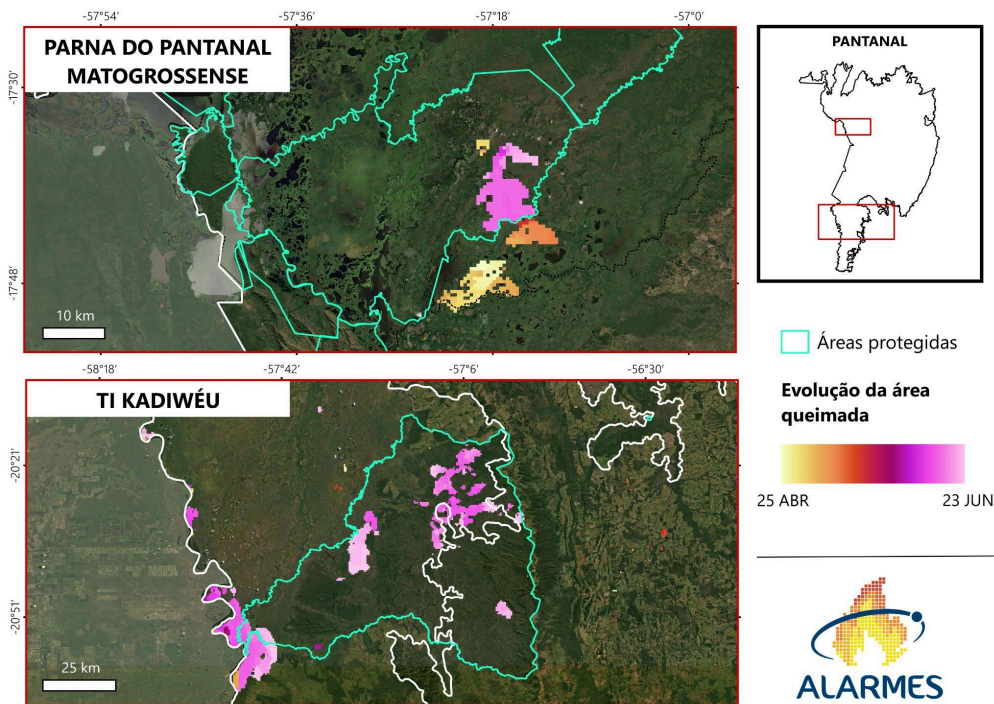 -57°54' -57°36' -57°18' -57°0'
PARNA DO PANTANAL
MATOGROSSENSE
-17°30'
-17°48'
10 km
PANTANAL
Áreas protegidas
-58°18' -57°42' -57°6' -56°30'
TI KADIWÉU
-20°21'
-20°51'
25 km
Evolução da área
queimada
25 ABR 23 JUN
ALARMES